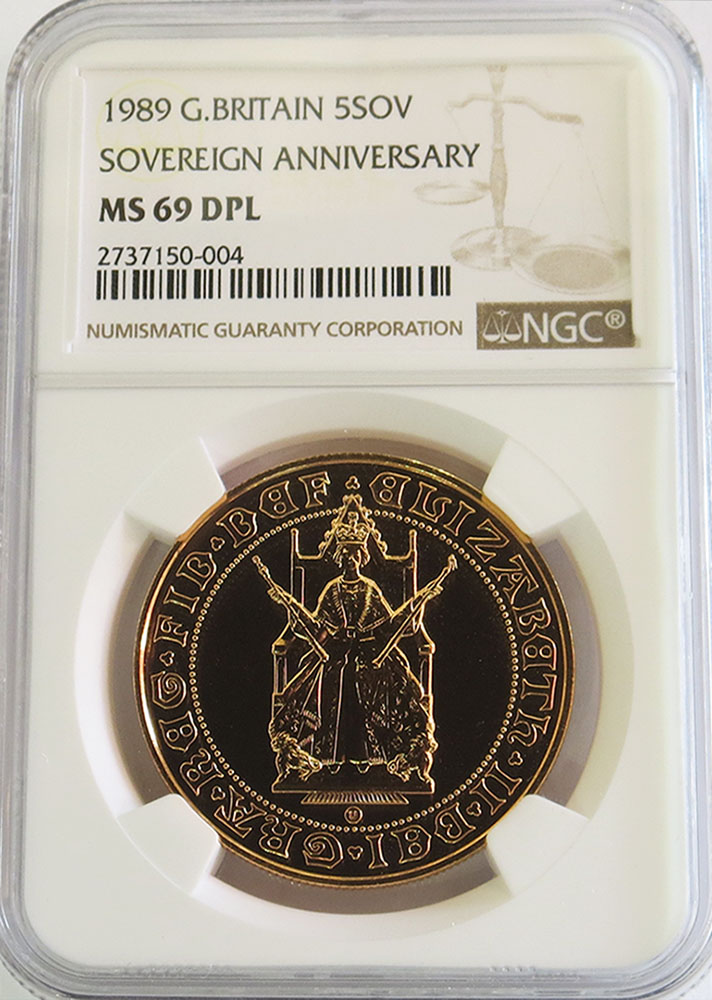 1989 G.BRITAIN 5SOV
SOVEREIGN ANNIVERSARY
MS 69 DPL
2737150-004
NUMISMATIC GUARANTY CORPORATION
NGC®
ELIZABETH·II·DEI·GRA·REG·FID·DEF
U